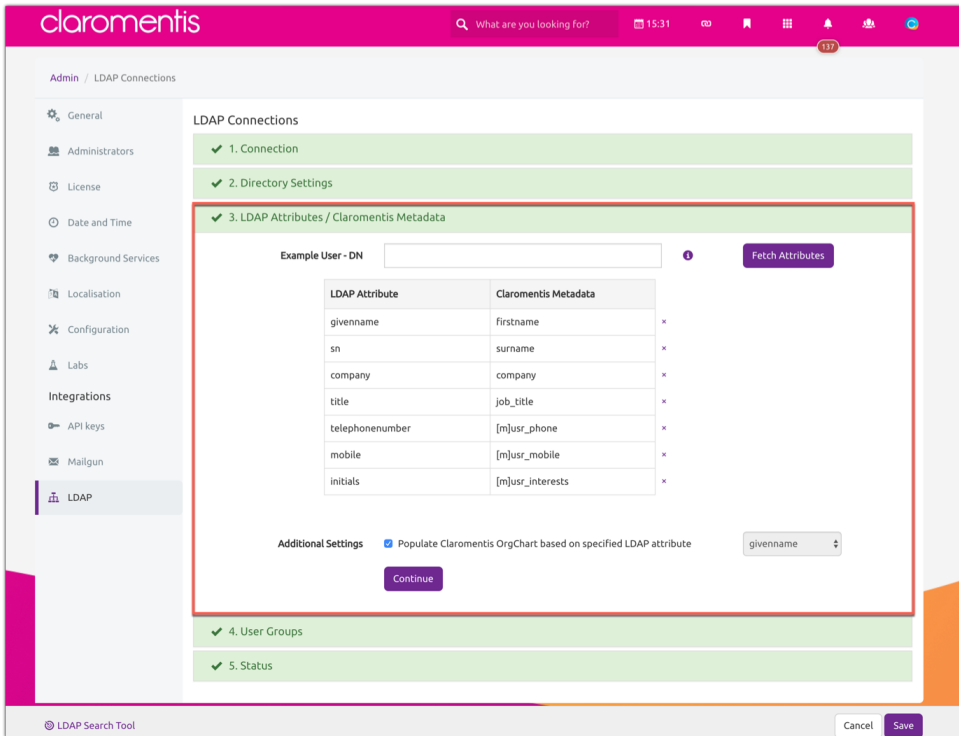 claromentis
What are you looking for?
15:31
137
Admin / LDAP Connections
General
Administrators
License
Date and Time
Background Services
Localisation
Configuration
Labs
Integrations
API keys
Mailgun
LDAP
LDAP Connections
1. Connection
2. Directory Settings
3. LDAP Attributes / Claromentis Metadata
Example User - DN
Fetch Attributes
LDAP Attribute Claromentis Metadata
givenname firstname ×
sn surname ×
company company ×
title job_title ×
telephonenumber [m]usr_phone ×
mobile [m]usr_mobile ×
initials [m]usr_interests ×
Additional Settings Populate Claromentis OrgChart based on specified LDAP attribute givenname
Continue
4. User Groups
5. Status
LDAP Search Tool
Cancel Save